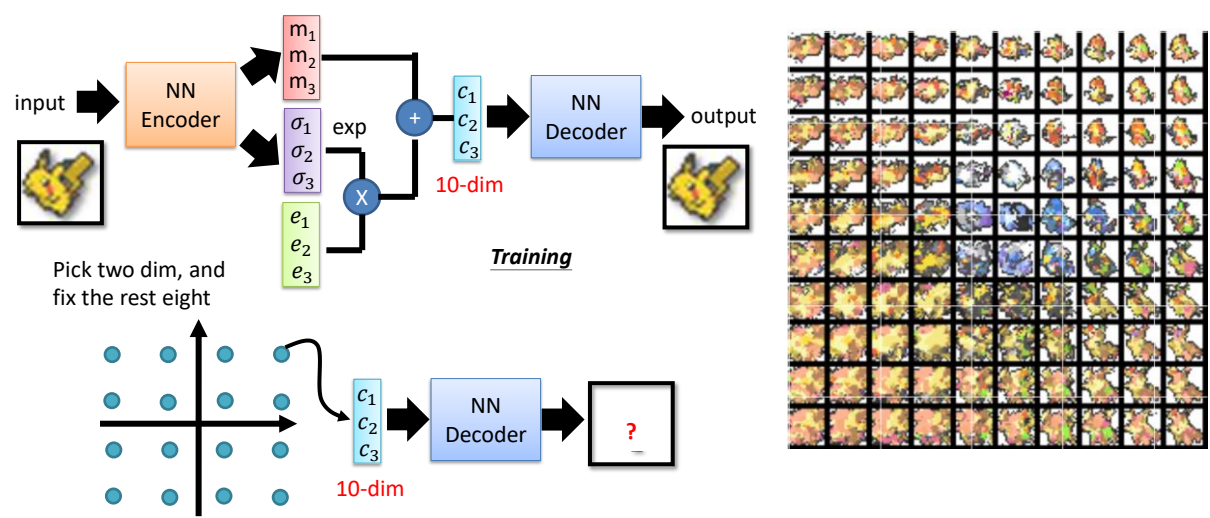 input
NN
Encoder
m₁
m₂
m₃
σ₁
σ₂
σ₃
e₁
e₂
e₃
exp
X
+
c₁
c₂
c₃
10-dim
NN
Decoder
output
Training
Pick two dim, and
fix the rest eight
c₁
c₂
c₃
10-dim
NN
Decoder
?